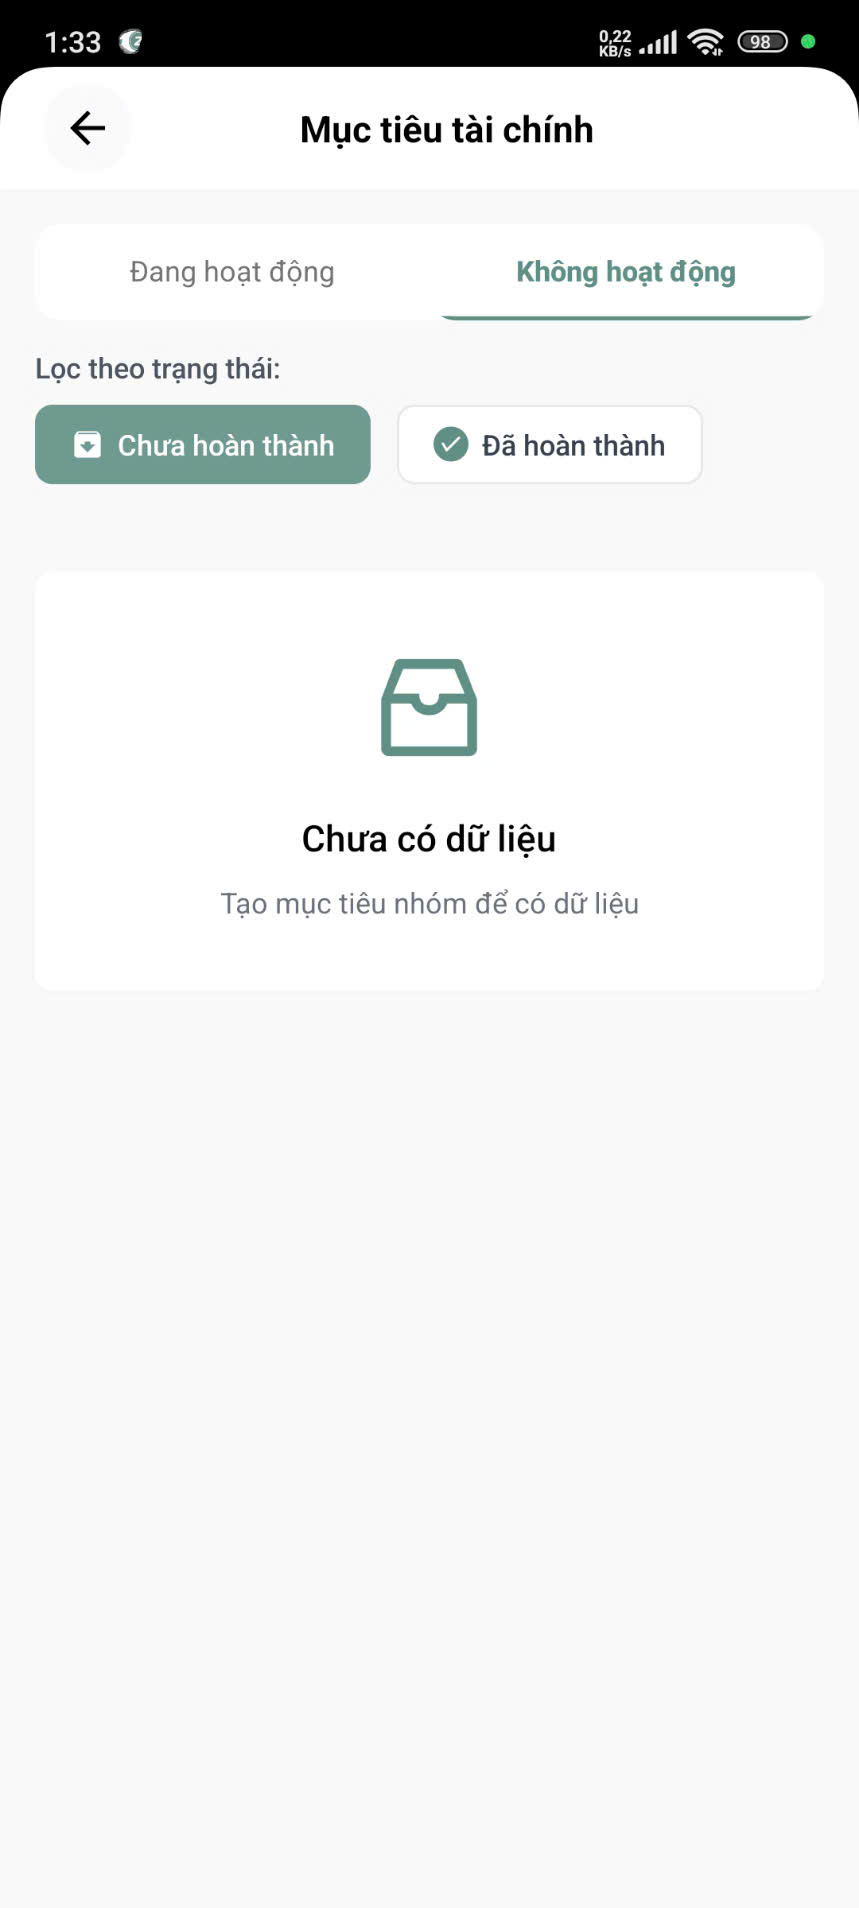 1:33
0,22
KB/s
98
Mục tiêu tài chính
Đang hoạt động
Không hoạt động
Lọc theo trạng thái:
Chưa hoàn thành
Đã hoàn thành
Chưa có dữ liệu
Tạo mục tiêu nhóm để có dữ liệu